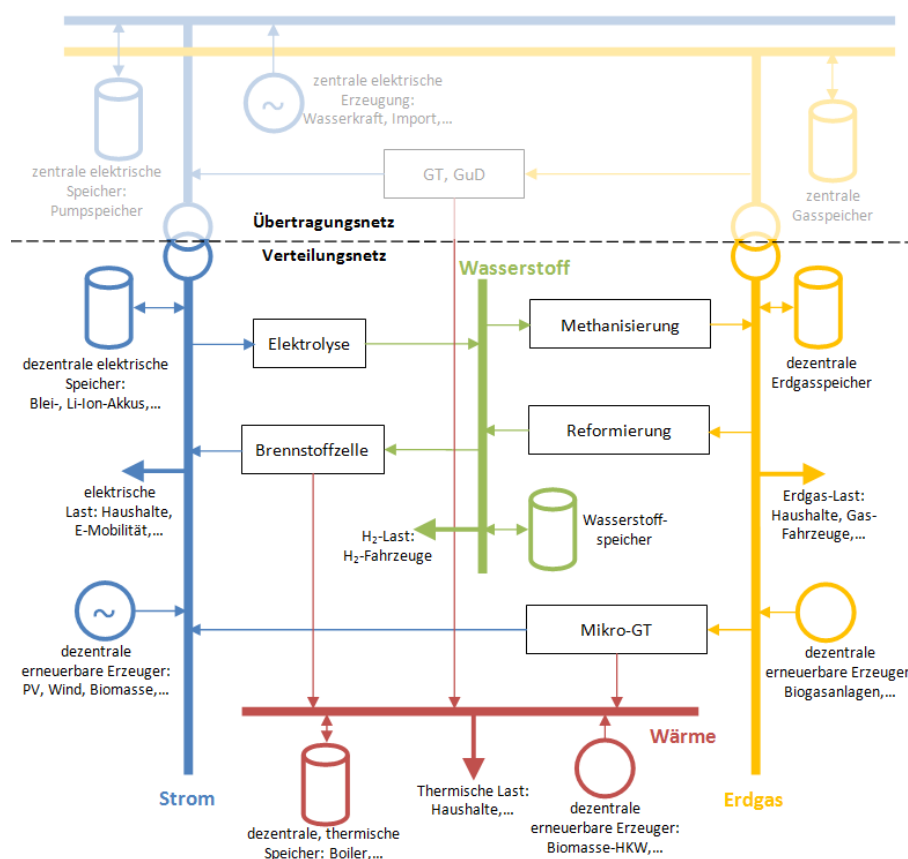 zentrale elektrische
Erzeugung:
Wasserkraft, Import,…
~
zentrale elektrische
Speicher:
Pumpspeicher
GT, GuD
zentrale
Gasspeicher
Übertragungsnetz
Verteilungsnetz
Wasserstoff
Elektrolyse
Methanisierung
dezentrale elektrische
Speicher:
Blei-, Li-Ion-Akkus,…
dezentrale
Erdgasspeicher
Brennstoffzelle
Reformierung
elektrische
Last: Haushalte,
E-Mobilität,…
Erdgas-Last:
Haushalte, Gas-
Fahrzeuge,…
H₂-Last:
H₂-Fahrzeuge
Wasserstoff-
speicher
~
Mikro-GT
dezentrale
erneuerbare Erzeuger:
PV, Wind, Biomasse,…
dezentrale
erneuerbare Erzeuger
Biogasanlagen,…
Wärme
Strom
Thermische Last:
Haushalte,…
Erdgas
dezentrale, thermische
Speicher: Boiler,…
dezentrale
erneuerbare Erzeuger:
Biomasse-HKW,…